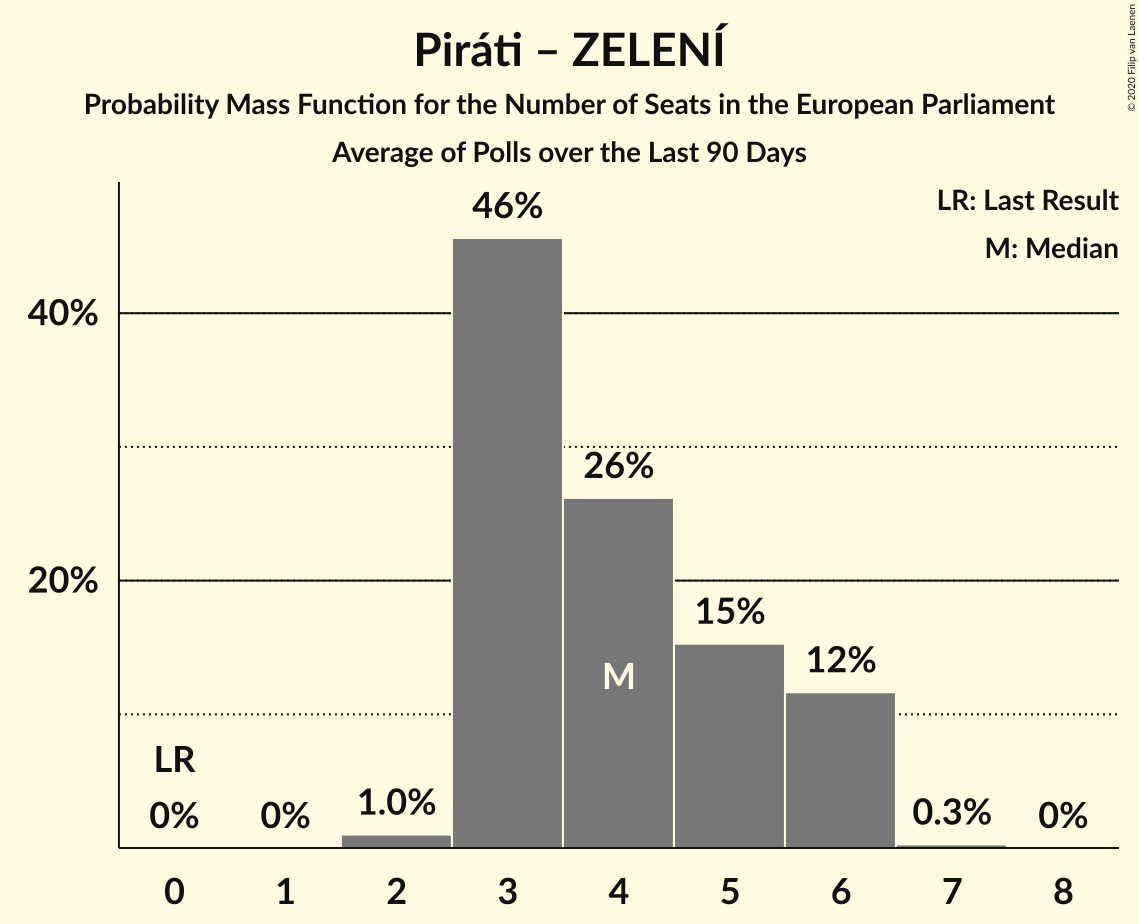 Piráti – ZELENÍ
Probability Mass Function for the Number of Seats in the European Parliament
Average of Polls over the Last 90 Days
© 2020 Filip van Laenen
LR: Last Result
M: Median
46%
40%
26%
20%
15%
12%
M
LR
0%
0%
1.0%
0.3%
0%
0 1 2 3 4 5 6 7 8